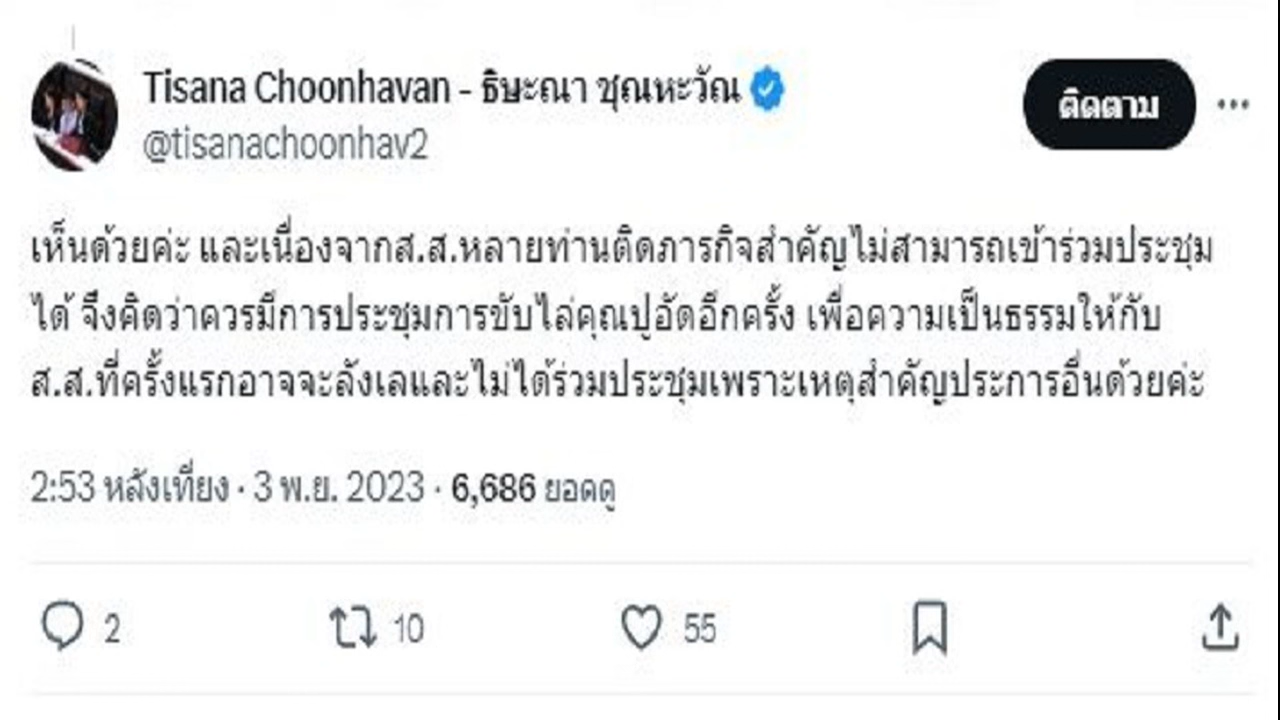 Tisana Choonhavan - ธิษะณา ชุณหะวัณ
@tisanachoonhav2
ติดตาม
เห็นด้วยค่ะ และเนื่องจากส.ส.หลายท่านติดภารกิจสำคัญไม่สามารถเข้าร่วมประชุม
ได้ จึงคิดว่าควรมีการประชุมการขับไล่คุณปูอัดอีกครั้ง เพื่อความเป็นธรรมให้กับ
ส.ส.ที่ครั้งแรกอาจจะลังเลและไม่ได้ร่วมประชุมเพราะเหตุสำคัญประการอื่นด้วยค่ะ
2:53 หลังเที่ยง · 3 พ.ย. 2023 · 6,686 ยอดดู
2 10 55